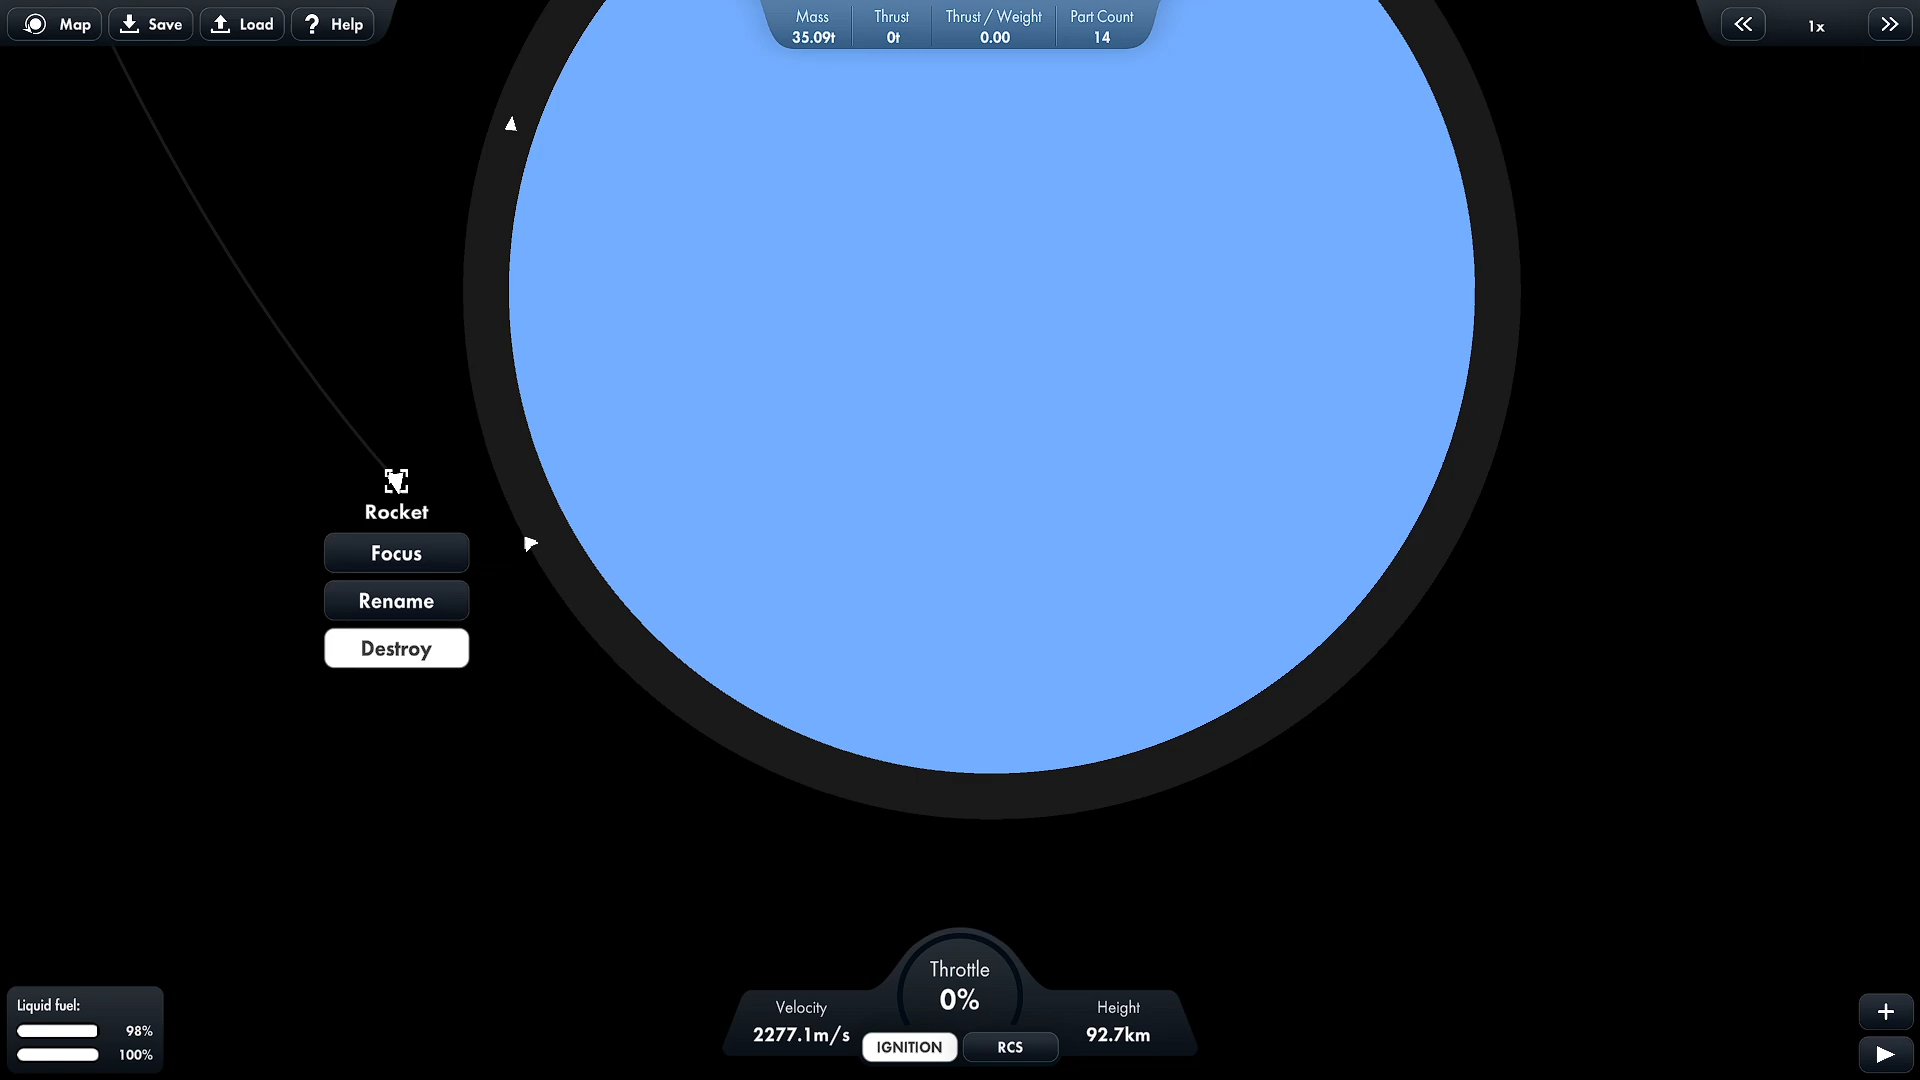 Map
Save
Load
? Help
Mass
35.09t
Thrust
0t
Thrust / Weight
0.00
Part Count
14
1x
Rocket
Focus
Rename
Destroy
Liquid fuel:
98%
100%
Throttle
0%
Velocity
2277.1m/s
IGNITION
RCS
Height
92.7km